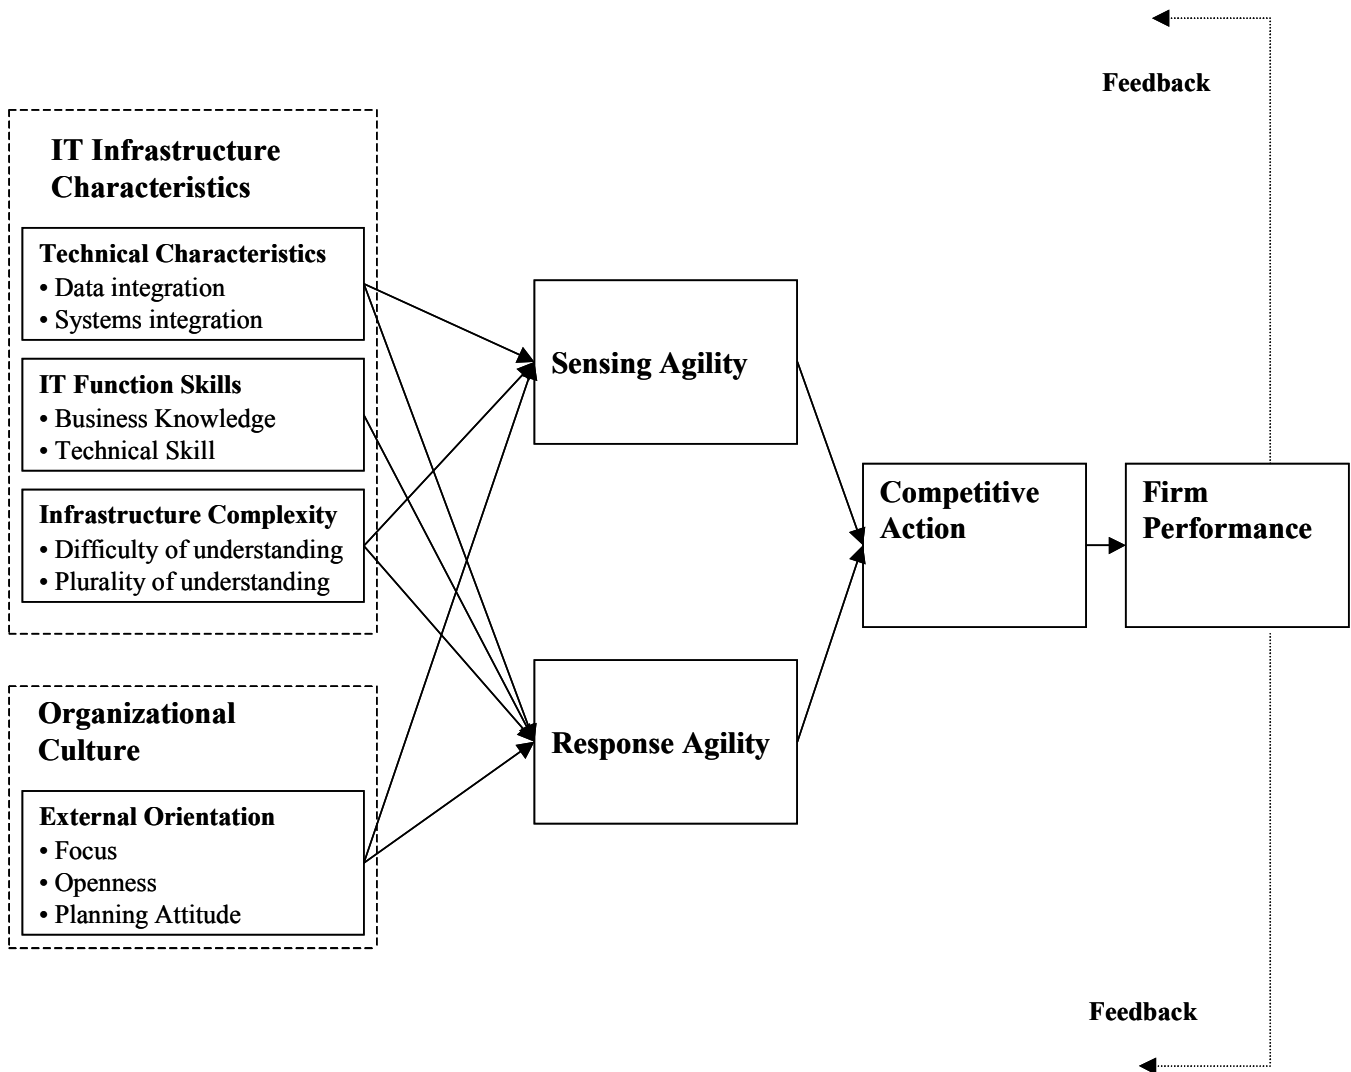 Feedback
IT Infrastructure
Characteristics
Technical Characteristics
• Data integration
• Systems integration
IT Function Skills
• Business Knowledge
• Technical Skill
Infrastructure Complexity
• Difficulty of understanding
• Plurality of understanding
Organizational
Culture
External Orientation
• Focus
• Openness
• Planning Attitude
Sensing Agility
Response Agility
Competitive
Action
Firm
Performance
Feedback